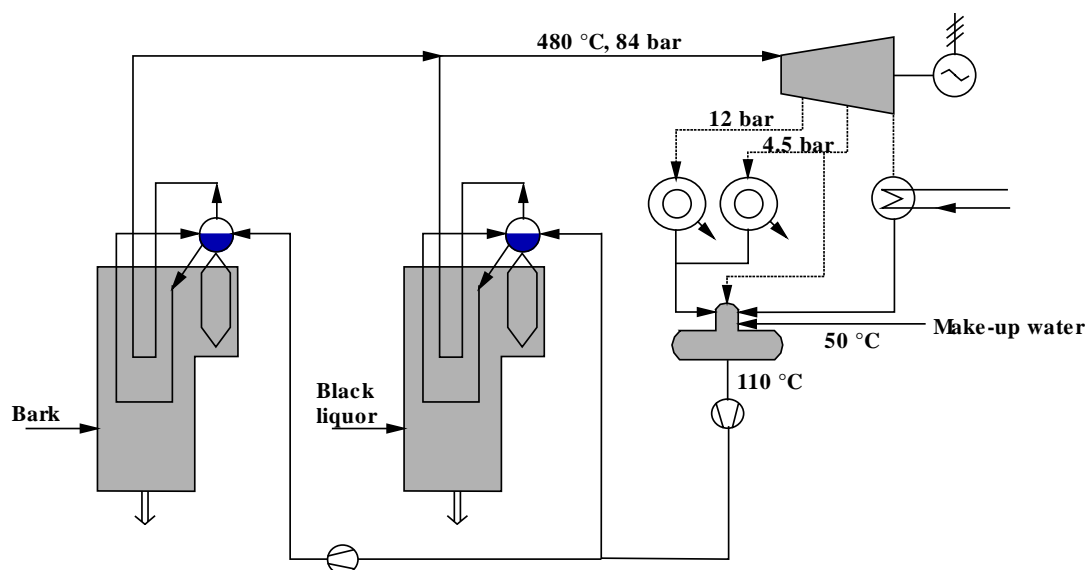 480 °C, 84 bar
12 bar
4.5 bar
Make-up water
50 °C
110 °C
Bark
Black
liquor